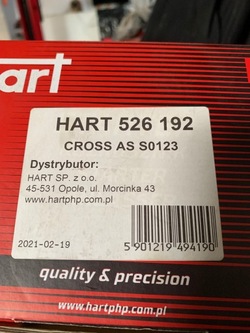 art
HART 526 192
CROSS AS S0123
Dystrybutor:
HART SP. z o.o.
45-531 Opole, ul. Morcinka 43
www.hartphp.com.pl
2021-02-19
5 901219 494190
quality & precision
www.hartphp.com.pl